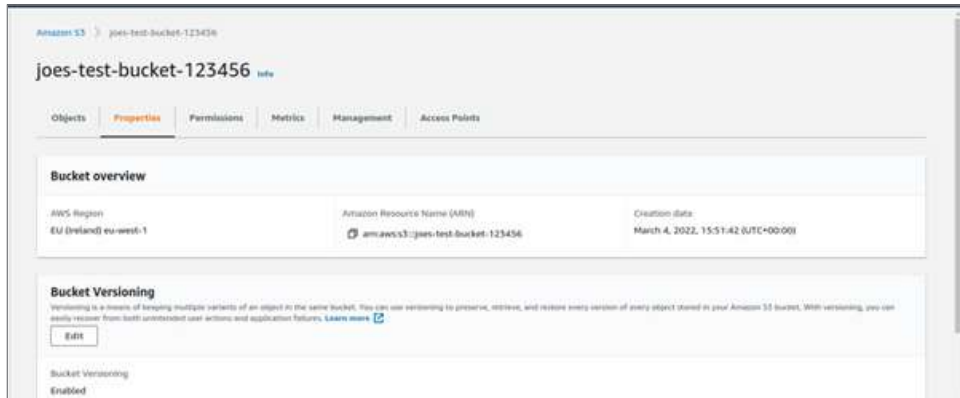 Amazon S3 > joes-test-bucket-123456
joes-test-bucket-123456 Info
Objects Properties Permissions Metrics Management Access Points
Bucket overview
AWS Region Amazon Resource Name (ARN) Creation date
EU (Ireland) eu-west-1 arn:aws:s3:::joes-test-bucket-123456 March 4, 2022, 15:51:42 (UTC+00:00)
Bucket Versioning
Versioning is a means of keeping multiple variants of an object in the same bucket. You can use versioning to preserve, retrieve, and restore every version of every object stored in your Amazon S3 bucket. With versioning, you can
easily recover from both unintended user actions and application failures. Learn more
Edit
Bucket Versioning
Enabled